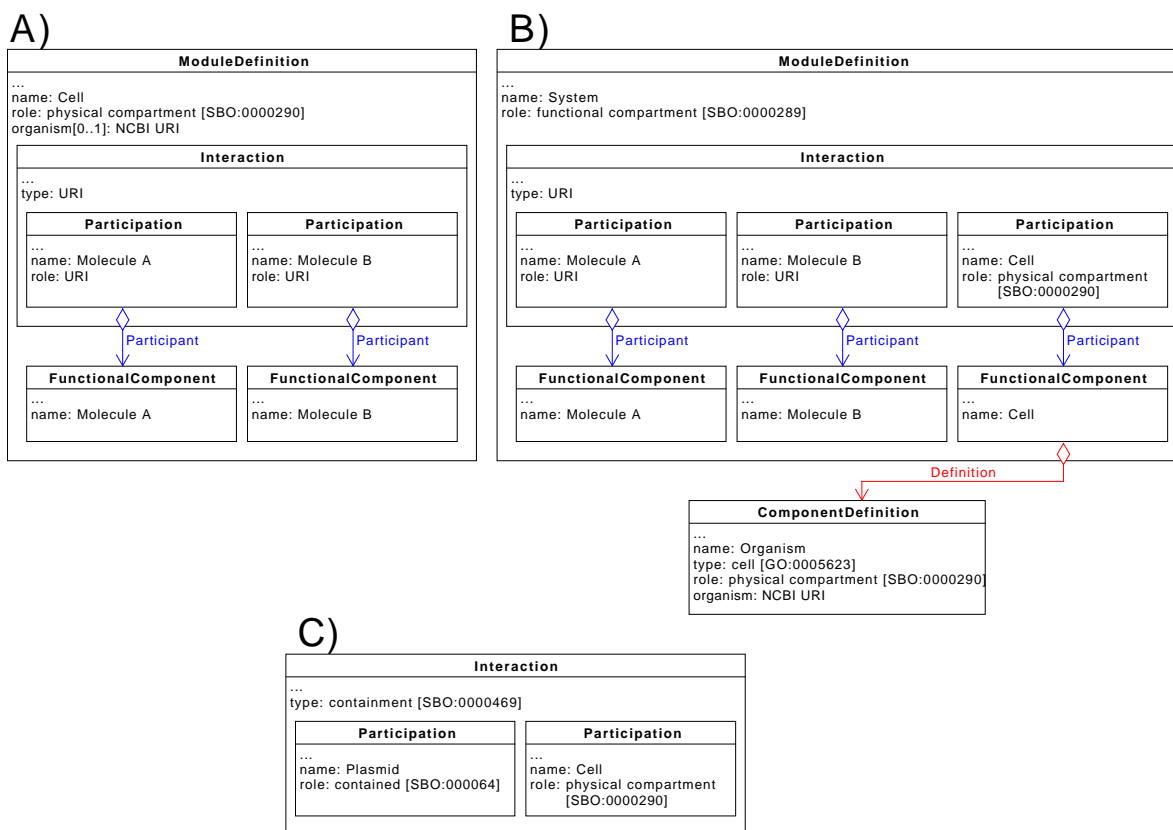 A)
ModuleDefinition
...
name: Cell
role: physical compartment [SBO:0000290]
organism[0..1]: NCBI URI
Interaction
...
type: URI
Participation
...
name: Molecule A
role: URI
Participation
...
name: Molecule B
role: URI
Participant
Participant
FunctionalComponent
...
name: Molecule A
FunctionalComponent
...
name: Molecule B
B)
ModuleDefinition
...
name: System
role: functional compartment [SBO:0000289]
Interaction
...
type: URI
Participation
...
name: Molecule A
role: URI
Participation
...
name: Molecule B
role: URI
Participation
...
name: Cell
role: physical compartment
[SBO:0000290]
Participant
Participant
Participant
FunctionalComponent
...
name: Molecule A
FunctionalComponent
...
name: Molecule B
FunctionalComponent
...
name: Cell
Definition
ComponentDefinition
...
name: Organism
type: cell [GO:0005623]
role: physical compartment [SBO:0000290]
organism: NCBI URI
C)
Interaction
...
type: containment [SBO:0000469]
Participation
...
name: Plasmid
role: contained [SBO:000064]
Participation
...
name: Cell
role: physical compartment
[SBO:0000290]